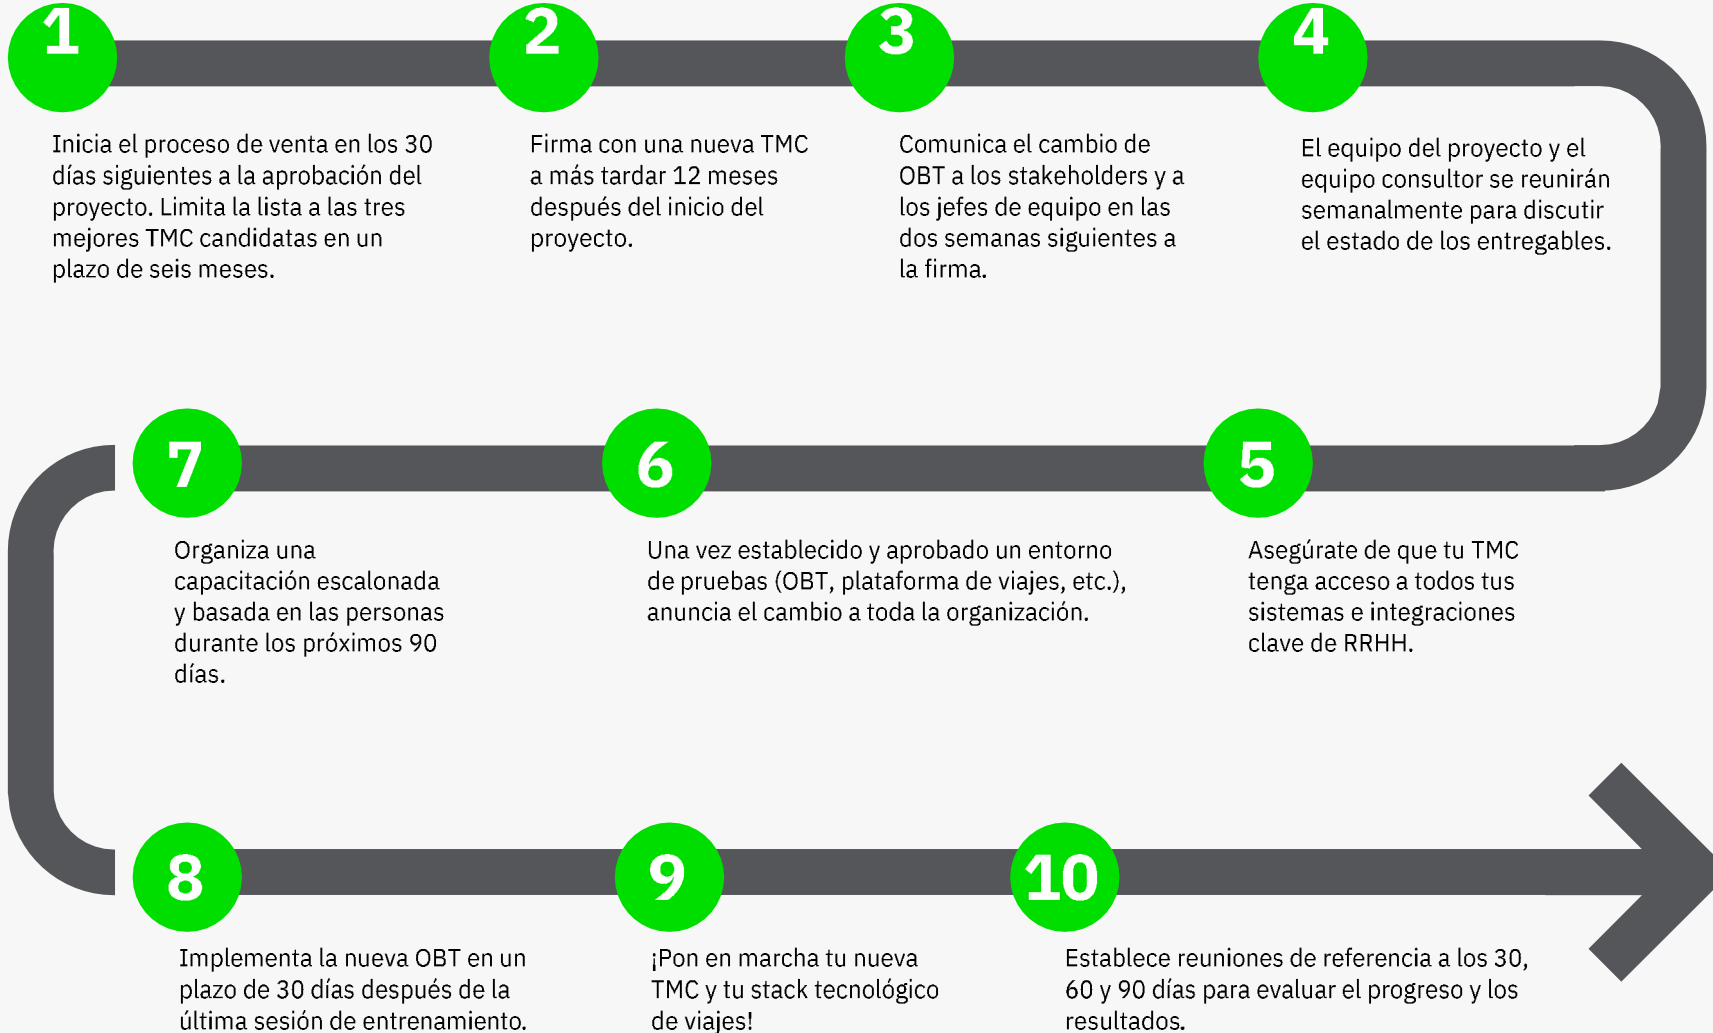 1
Inicia el proceso de venta en los 30
días siguientes a la aprobación del
proyecto. Limita la lista a las tres
mejores TMC candidatas en un
plazo de seis meses.
2
Firma con una nueva TMC
a más tardar 12 meses
después del inicio del
proyecto.
3
Comunica el cambio de
OBT a los stakeholders y a
los jefes de equipo en las
dos semanas siguientes a
la firma.
4
El equipo del proyecto y el
equipo consultor se reunirán
semanalmente para discutir
el estado de los entregables.
5
Asegúrate de que tu TMC
tenga acceso a todos tus
sistemas e integraciones
clave de RRHH.
6
Una vez establecido y aprobado un entorno
de pruebas (OBT, plataforma de viajes, etc.),
anuncia el cambio a toda la organización.
7
Organiza una
capacitación escalonada
y basada en las personas
durante los próximos 90
días.
8
Implementa la nueva OBT en un
plazo de 30 días después de la
última sesión de entrenamiento.
9
¡Pon en marcha tu nueva
TMC y tu stack tecnológico
de viajes!
10
Establece reuniones de referencia a los 30,
60 y 90 días para evaluar el progreso y los
resultados.